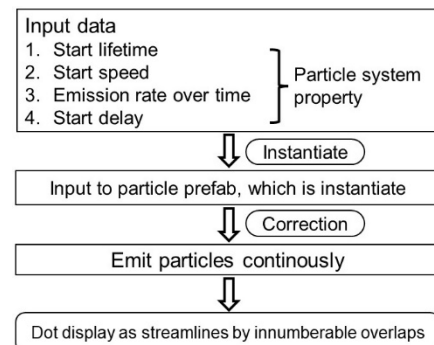 Input data
1. Start lifetime
2. Start speed
3. Emission rate over time
4. Start delay
Particle system
property
Instantiate
Input to particle prefab, which is instantiate
Correction
Emit particles continously
Dot display as streamlines by innumberable overlaps